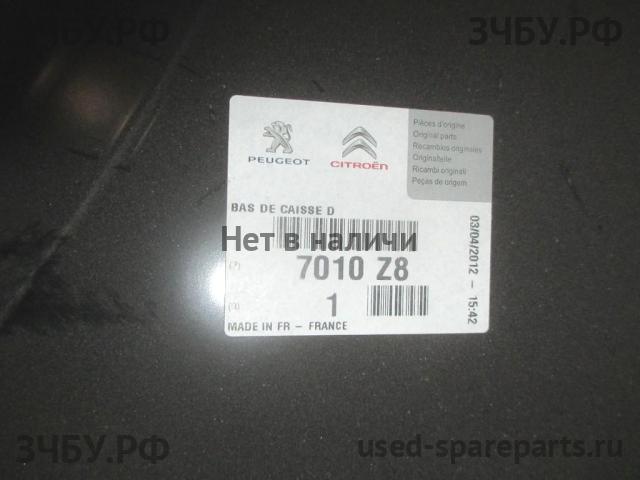 ЗЧБУ.РФ
ЗЧБУ.РФ
PEUGEOT
CITROËN
Pièces d'origine
Original parts
Recambios originales
Originalteile
Ricambi originali
Peças de origem
BAS DE CAISSE D
Нет в наличи
7010 Z8
1
MADE IN FR – FRANCE
03/04/2012 – 15:42
ЗЧБУ.РФ
used-spareparts.ru